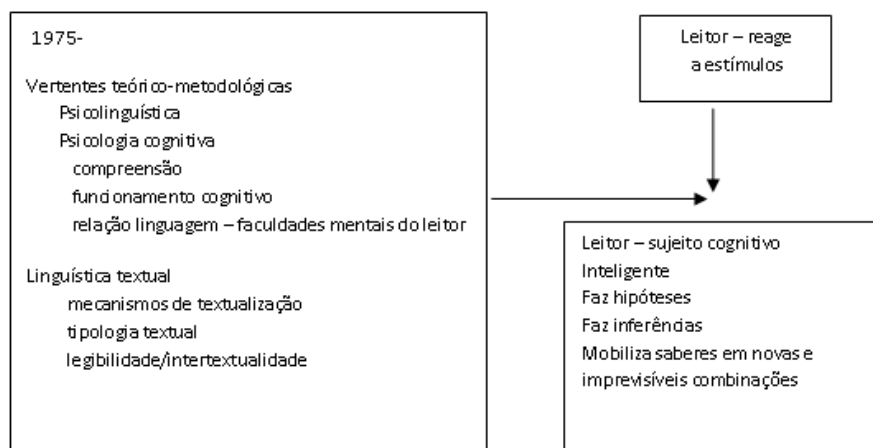 1975-
Vertentes teórico-metodológicas
Psicolinguística
Psicologia cognitiva
compreensão
funcionamento cognitivo
relação linguagem – faculdades mentais do leitor
Linguística textual
mecanismos de textualização
tipologia textual
legibilidade/intertextualidade
Leitor – reage
a estímulos
Leitor – sujeito cognitivo
Inteligente
Faz hipóteses
Faz inferências
Mobiliza saberes em novas e
imprevisíveis combinações